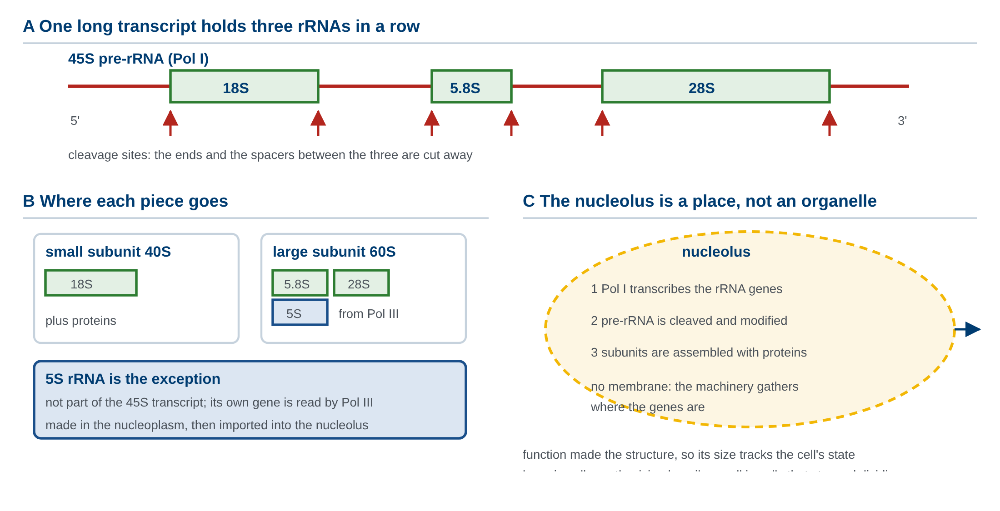 A One long transcript holds three rRNAs in a row
45S pre-rRNA (Pol I)
18S
5.8S
28S
5'
3'
cleavage sites: the ends and the spacers between the three are cut away
B Where each piece goes
small subunit 40S
18S
plus proteins
large subunit 60S
5.8S
28S
5S
from Pol III
5S rRNA is the exception
not part of the 45S transcript; its own gene is read by Pol III
made in the nucleoplasm, then imported into the nucleolus
C The nucleolus is a place, not an organelle
nucleolus
1 Pol I transcribes the rRNA genes
2 pre-rRNA is cleaved and modified
3 subunits are assembled with proteins
no membrane: the machinery gathers
where the genes are
function made the structure, so its size tracks the cell's state